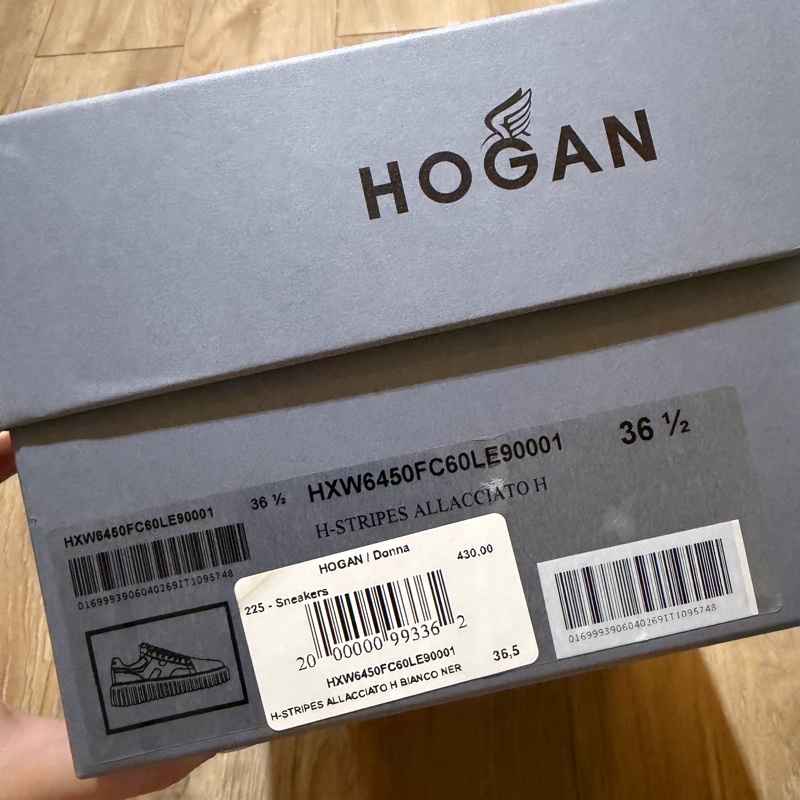 HOGAN
HXW6450FC60LE90001 36 ½
H-STRIPES ALLACCIATO H
HXW6450FC60LE90001 36 ½
0169993906040269IT1095748
HOGAN / Donna 430.00
225 - Sneakers
20 00000 99336 2
HXW6450FC60LE90001 36,5
H-STRIPES ALLACCIATO H BIANCO NER
0169993906040269IT1095748